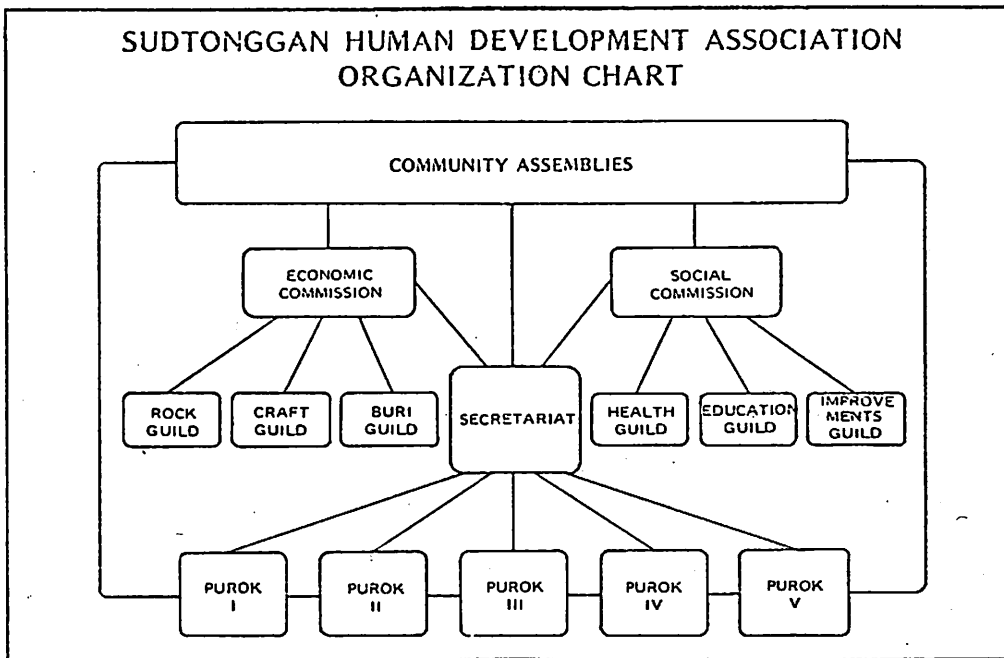 SUDTONGGAN HUMAN DEVELOPMENT ASSOCIATION
ORGANIZATION CHART
COMMUNITY ASSEMBLIES
ECONOMIC
COMMISSION
SOCIAL
COMMISSION
ROCK
GUILD
CRAFT
GUILD
BURI
GUILD
SECRETARIAT
HEALTH
GUILD
EDUCATION
GUILD
IMPROVE
MENTS
GUILD
PUROK
I
PUROK
II
PUROK
III
PUROK
IV
PUROK
V